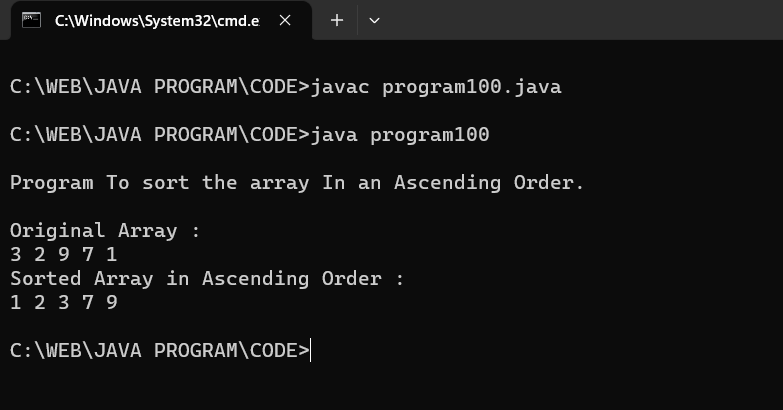 C:\Windows\System32\cmd.e
C:\WEB\JAVA PROGRAM\CODE>javac program100.java
C:\WEB\JAVA PROGRAM\CODE>java program100
Program To sort the array In an Ascending Order.
Original Array :
3 2 9 7 1
Sorted Array in Ascending Order :
1 2 3 7 9
C:\WEB\JAVA PROGRAM\CODE>